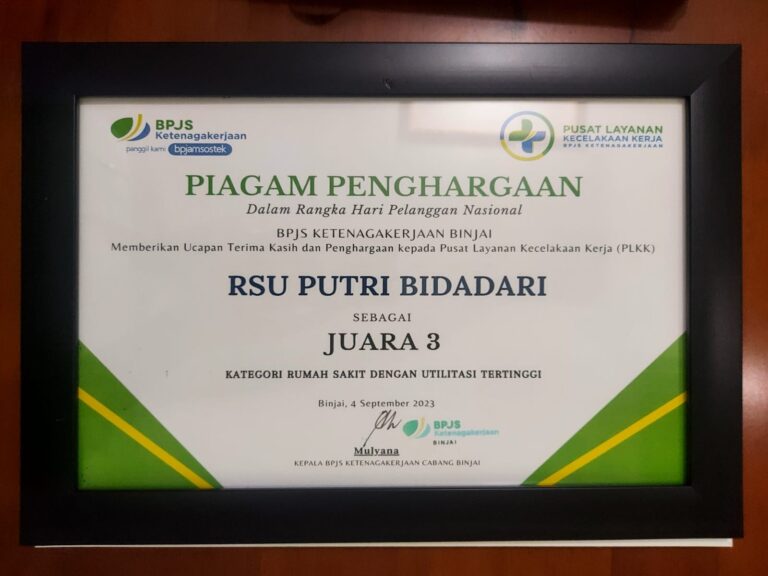 BPJS
Ketenagakerjaan
panggil kami bpjamsostek
PUSAT LAYANAN
KECELAKAAN KERJA
BPJS KETENAGAKERJAAN
PIAGAM PENGHARGAAN
Dalam Rangka Hari Pelanggan Nasional
BPJS KETENAGAKERJAAN BINJAI
Memberikan Ucapan Terima Kasih dan Penghargaan kepada Pusat Layanan Kecelakaan Kerja (PLKK)
RSU PUTRI BIDADARI
SEBAGAI
JUARA 3
KATEGORI RUMAH SAKIT DENGAN UTILITASI TERTINGGI
Binjai, 4 September 2023
BPJS
Ketenagakerjaan
BINJAI
Mulyana
KEPALA BPJS KETENAGAKERJAAN CABANG BINJAI